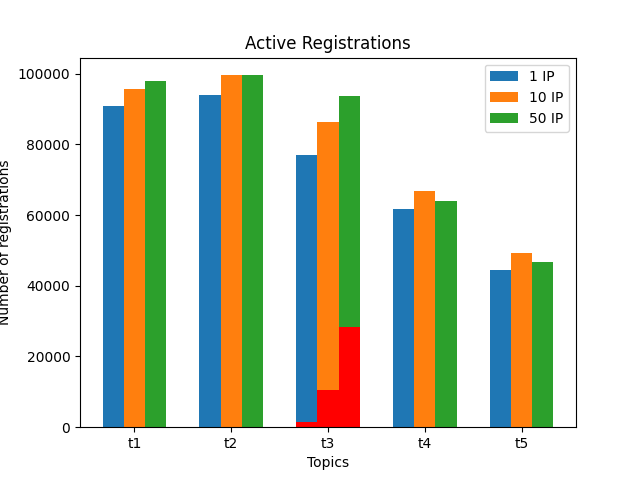 Active Registrations
1 IP
10 IP
50 IP
100000
80000
60000
40000
20000
0
Number of registrations
t1 t2 t3 t4 t5
Topics